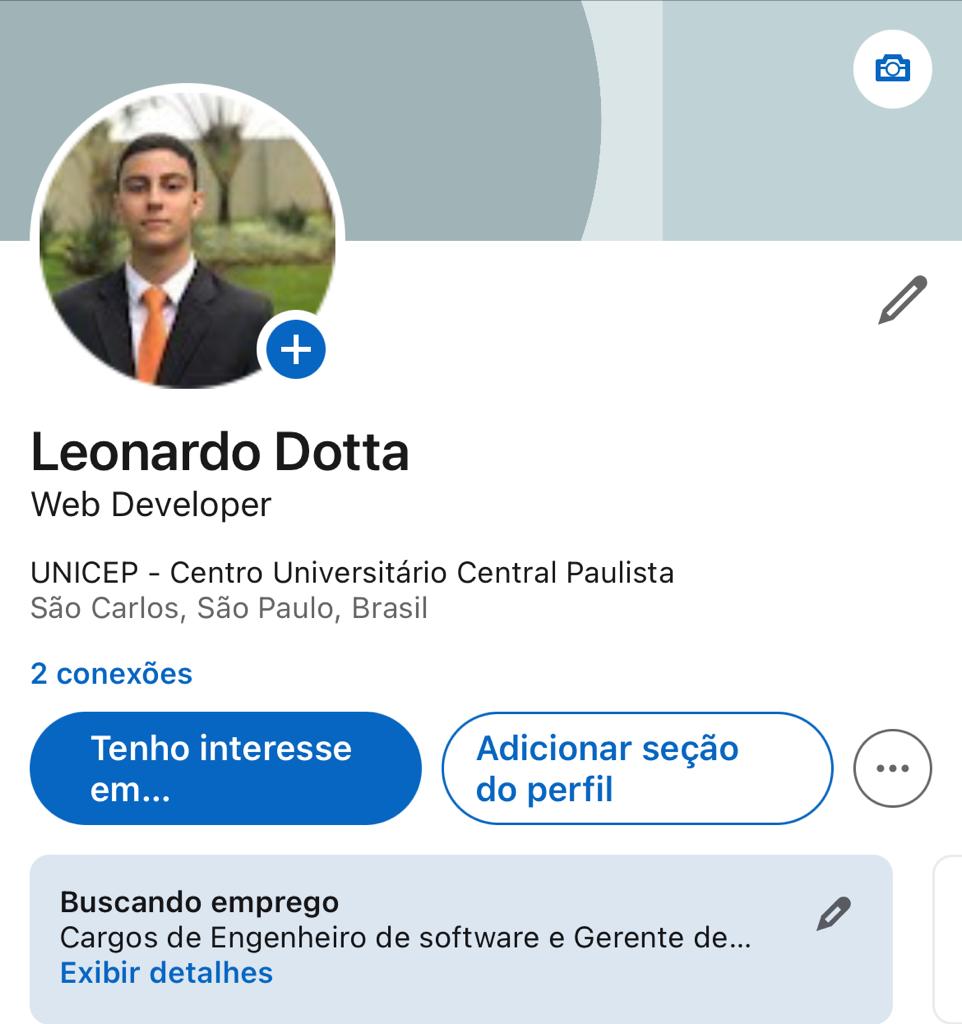 Leonardo Dotta
Web Developer
UNICEP - Centro Universitário Central Paulista
São Carlos, São Paulo, Brasil
2 conexões
Tenho interesse
em...
Adicionar seção
do perfil
Buscando emprego
Cargos de Engenheiro de software e Gerente de...
Exibir detalhes